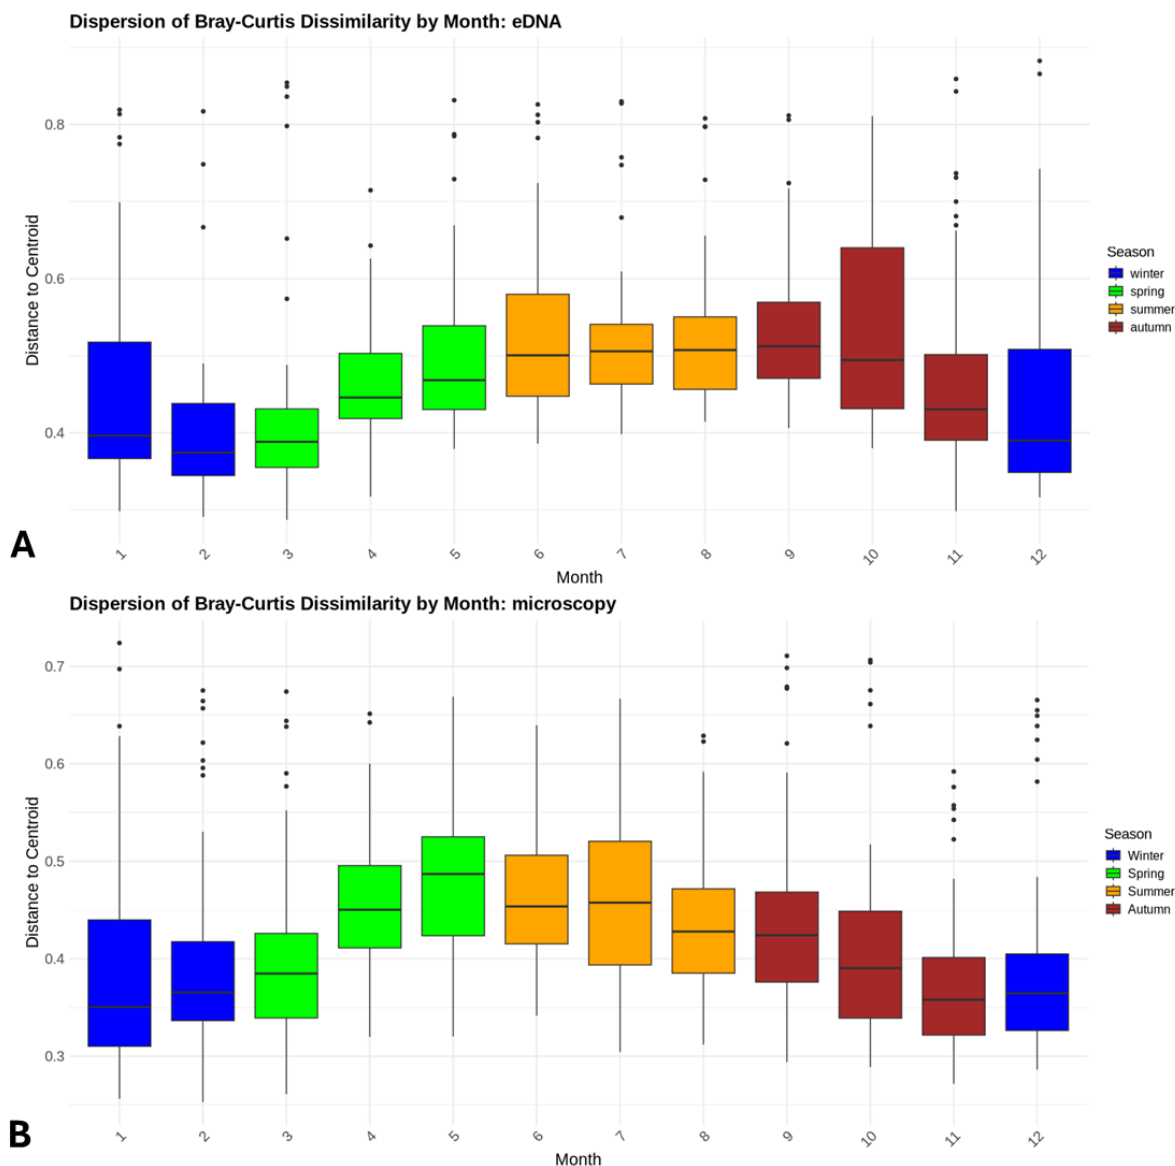 Dispersion of Bray-Curtis Dissimilarity by Month: eDNA
Distance to Centroid
0.8
0.6
0.4
1 2 3 4 5 6 7 8 9 10 11 12
Month
Season
winter
spring
summer
autumn
A
Dispersion of Bray-Curtis Dissimilarity by Month: microscopy
Distance to Centroid
0.7
0.6
0.5
0.4
0.3
1 2 3 4 5 6 7 8 9 10 11 12
Month
Season
Winter
Spring
Summer
Autumn
B